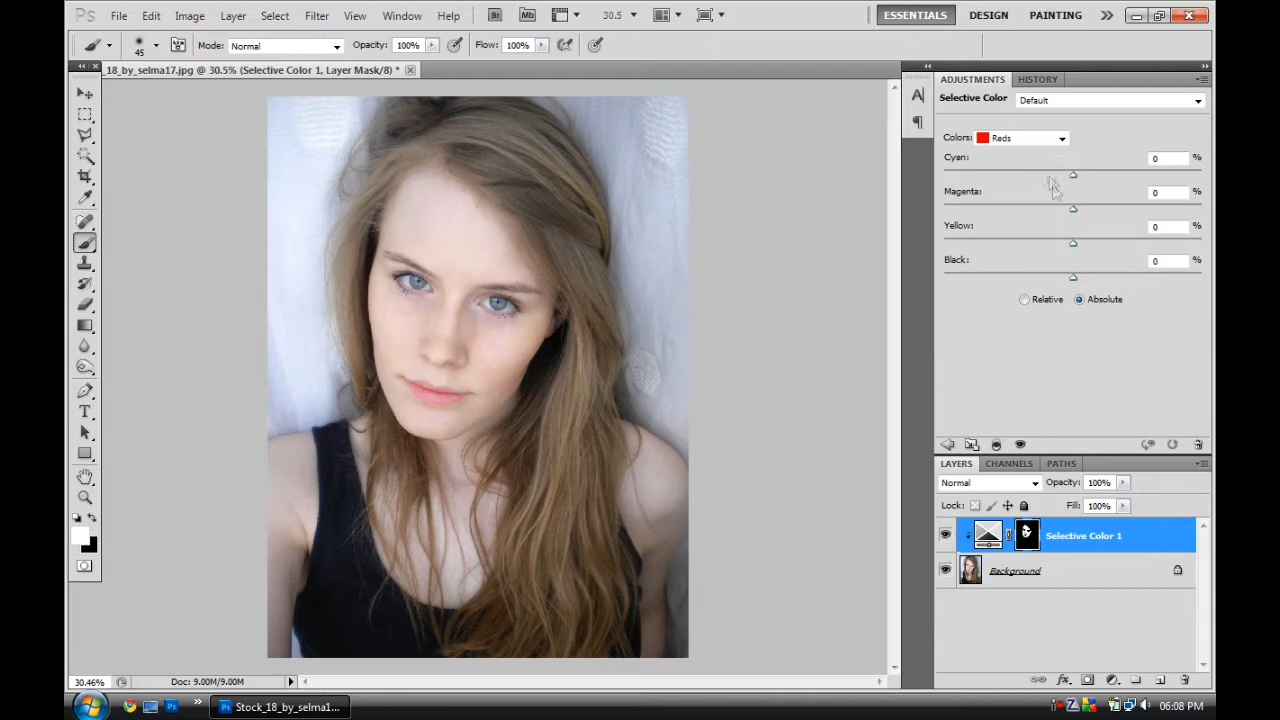 Ps File Edit Image Layer Select Filter View Window Help Br Mb 30.5 ESSENTIALS DESIGN PAINTING
45 Mode: Normal Opacity: 100% Flow: 100%
_18_by_selma17.jpg @ 30.5% (Selective Color 1, Layer Mask/8) *
ADJUSTMENTS HISTORY
Selective Color Default
Colors: Reds
Cyan: 0 %
Magenta: 0 %
Yellow: 0 %
Black: 0 %
Relative Absolute
LAYERS CHANNELS PATHS
Normal Opacity: 100%
Lock: Fill: 100%
Selective Color 1
Background
30.46% Doc: 9.00M/9.00M
Stock_18_by_selma1... 06:08 PM